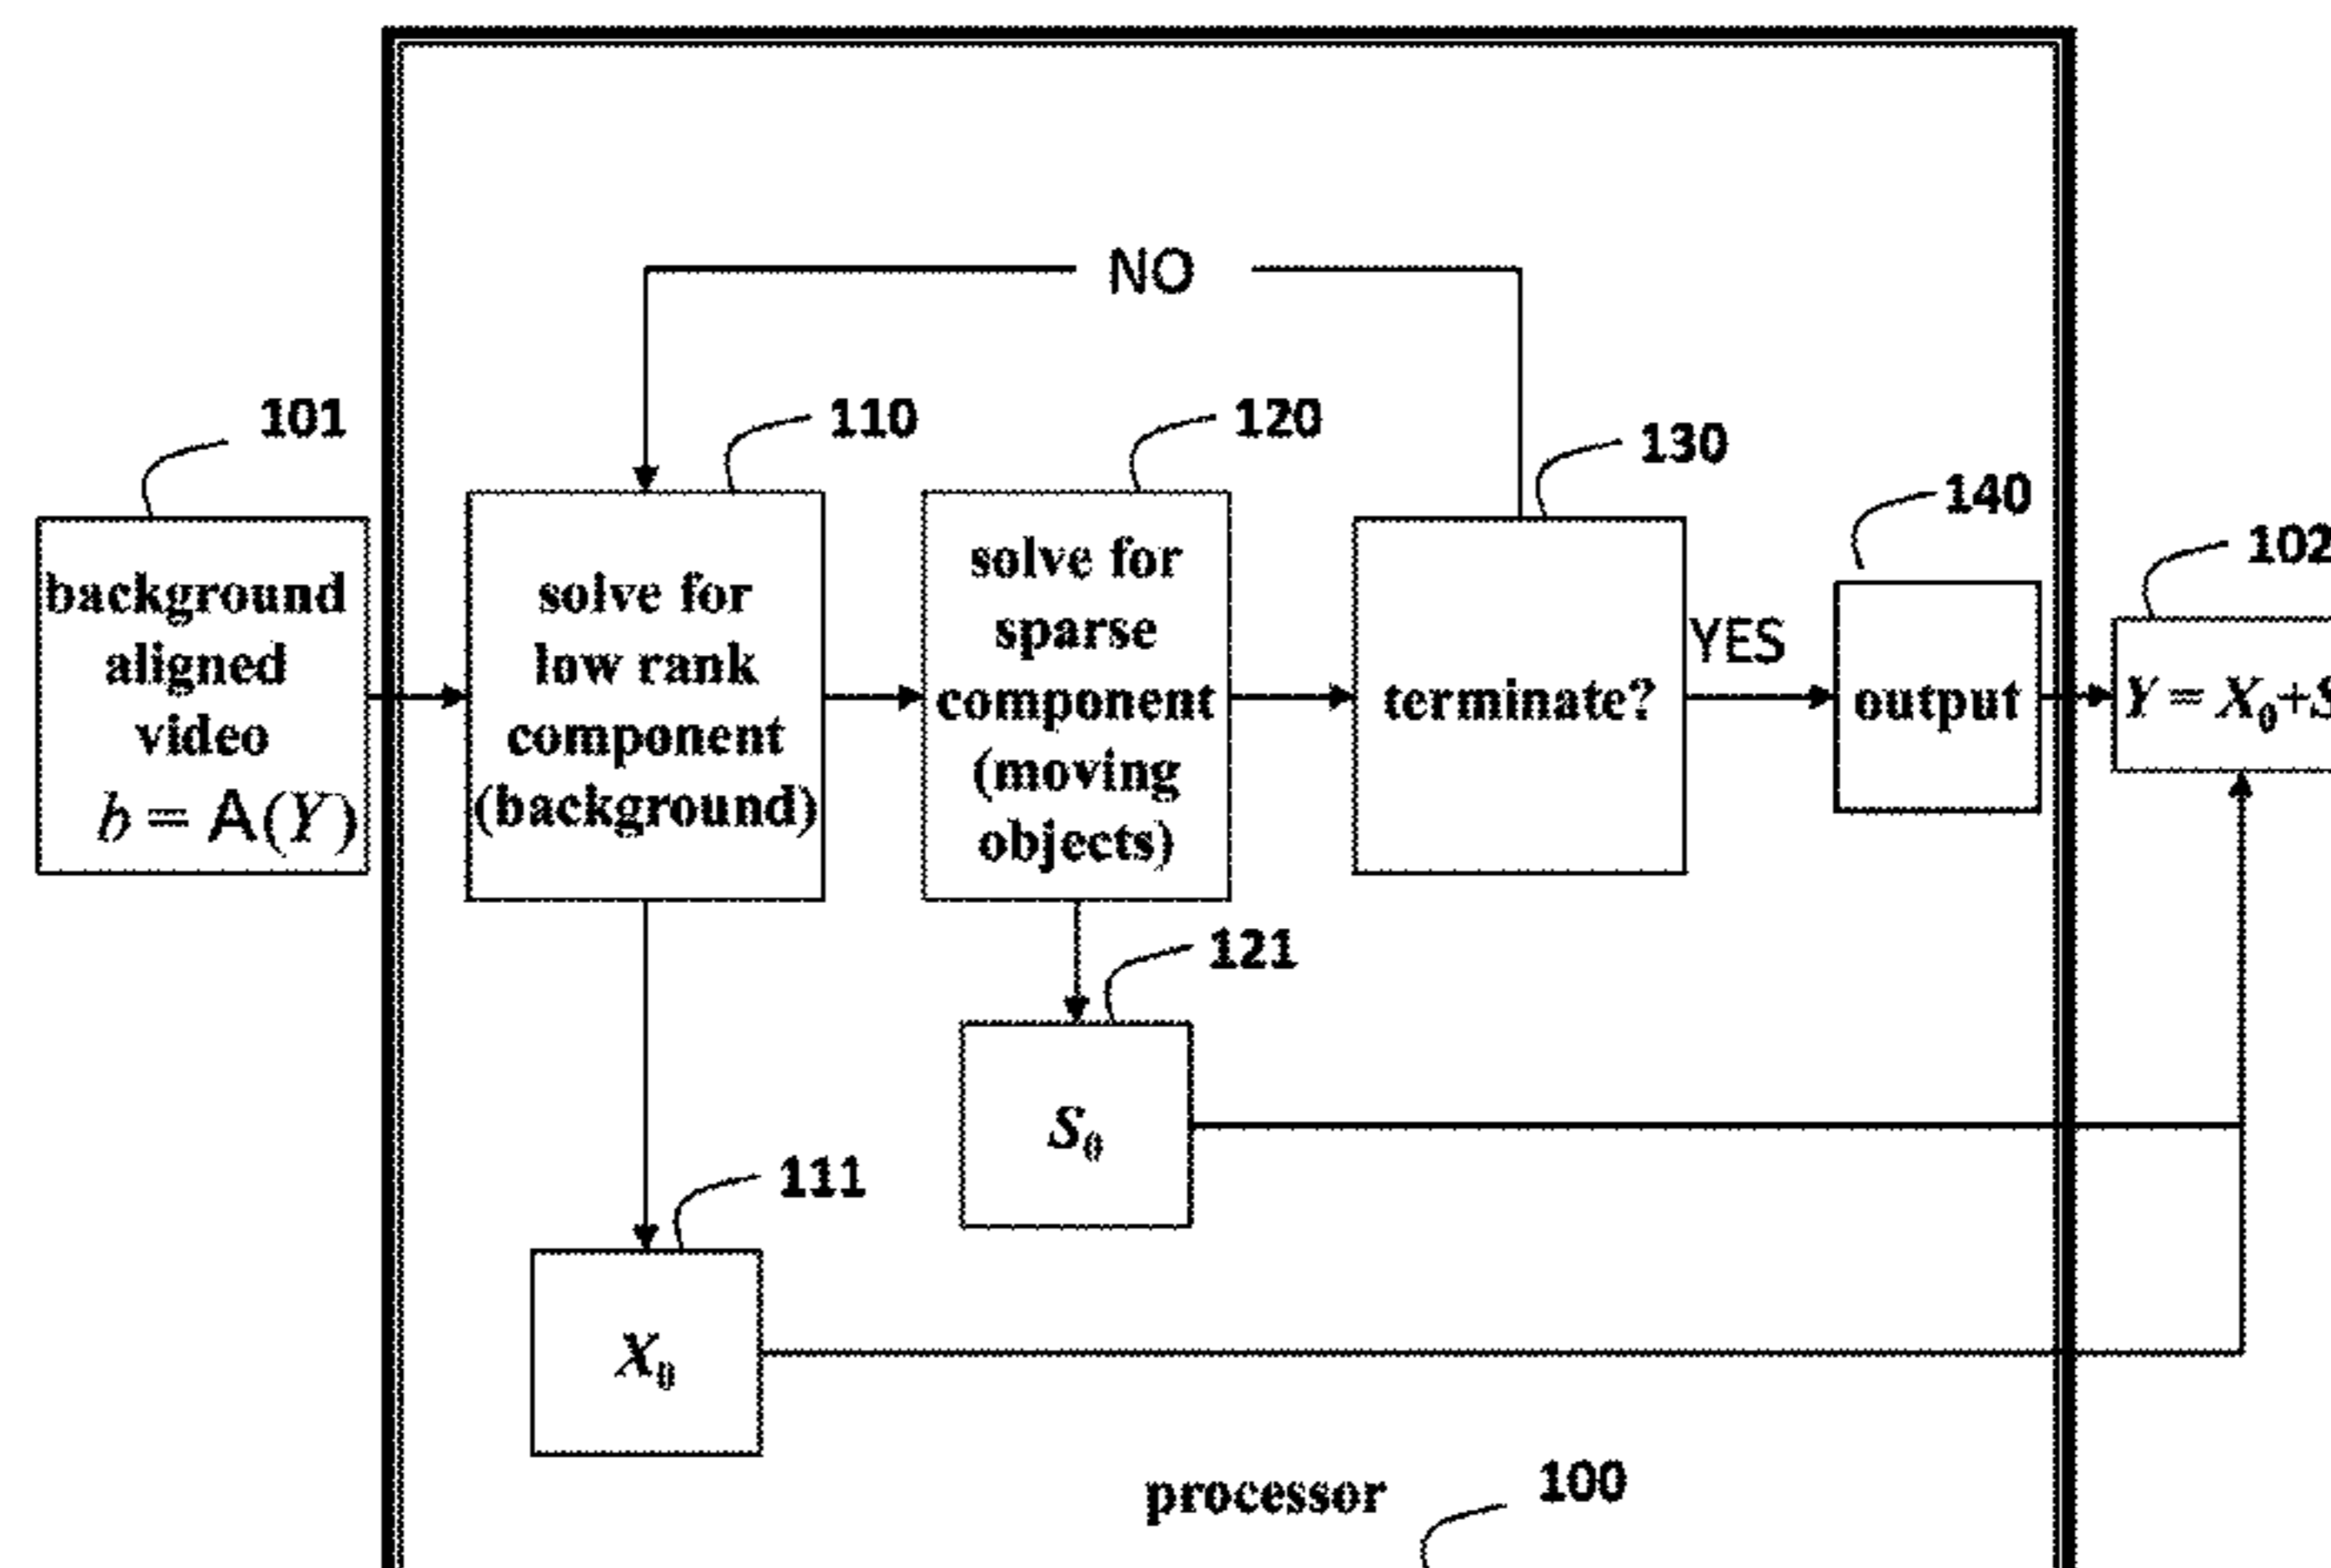 NO
101
110
120
130
140
102
background
aligned
video
b = A(Y)
solve for
low rank
component
(background)
solve for
sparse
component
(moving
objects)
terminate?
YES
output
Y = X₀+S
121
S₀
111
X₀
processor
100